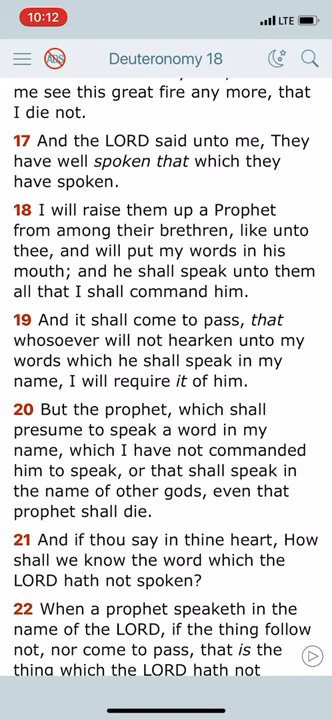 10:12
LTE
ADS
Deuteronomy 18
me see this great fire any more, that
I die not.
17 And the LORD said unto me, They
have well spoken that which they
have spoken.
18 I will raise them up a Prophet
from among their brethren, like unto
thee, and will put my words in his
mouth; and he shall speak unto them
all that I shall command him.
19 And it shall come to pass, that
whosoever will not hearken unto my
words which he shall speak in my
name, I will require it of him.
20 But the prophet, which shall
presume to speak a word in my
name, which I have not commanded
him to speak, or that shall speak in
the name of other gods, even that
prophet shall die.
21 And if thou say in thine heart, How
shall we know the word which the
LORD hath not spoken?
22 When a prophet speaketh in the
name of the LORD, if the thing follow
not, nor come to pass, that is the
thing which the LORD hath not